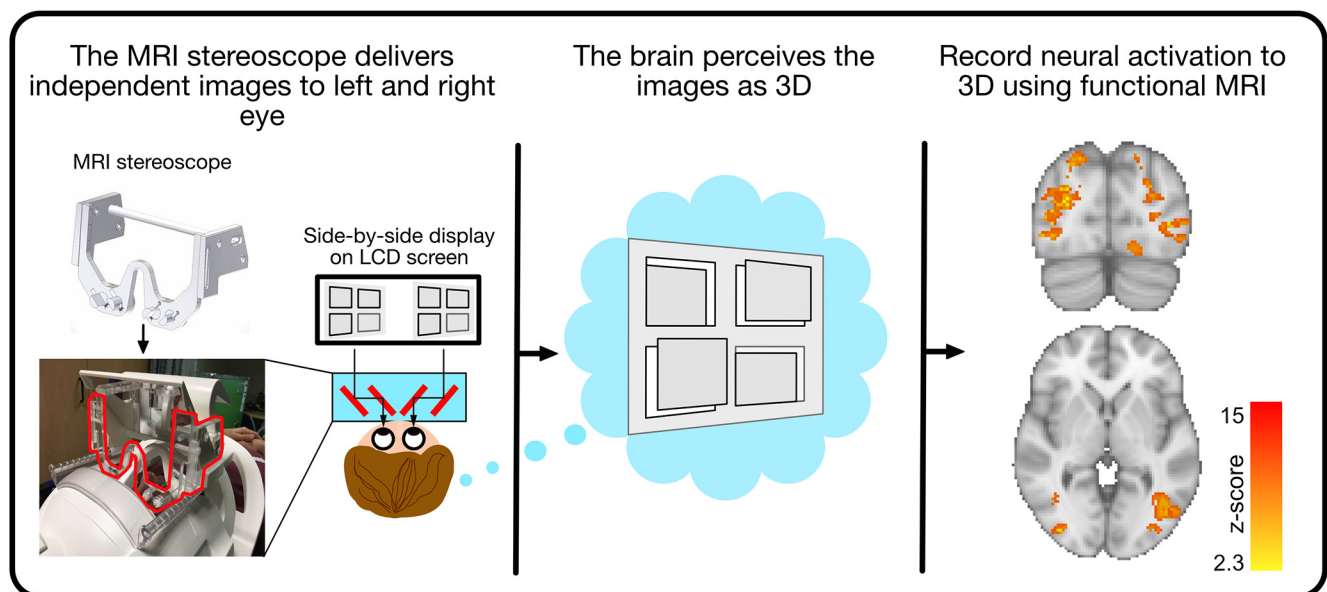 The MRI stereoscope delivers
independent images to left and right
eye
MRI stereoscope
Side-by-side display
on LCD screen
The brain perceives the
images as 3D
Record neural activation to
3D using functional MRI
15
z-score
2.3